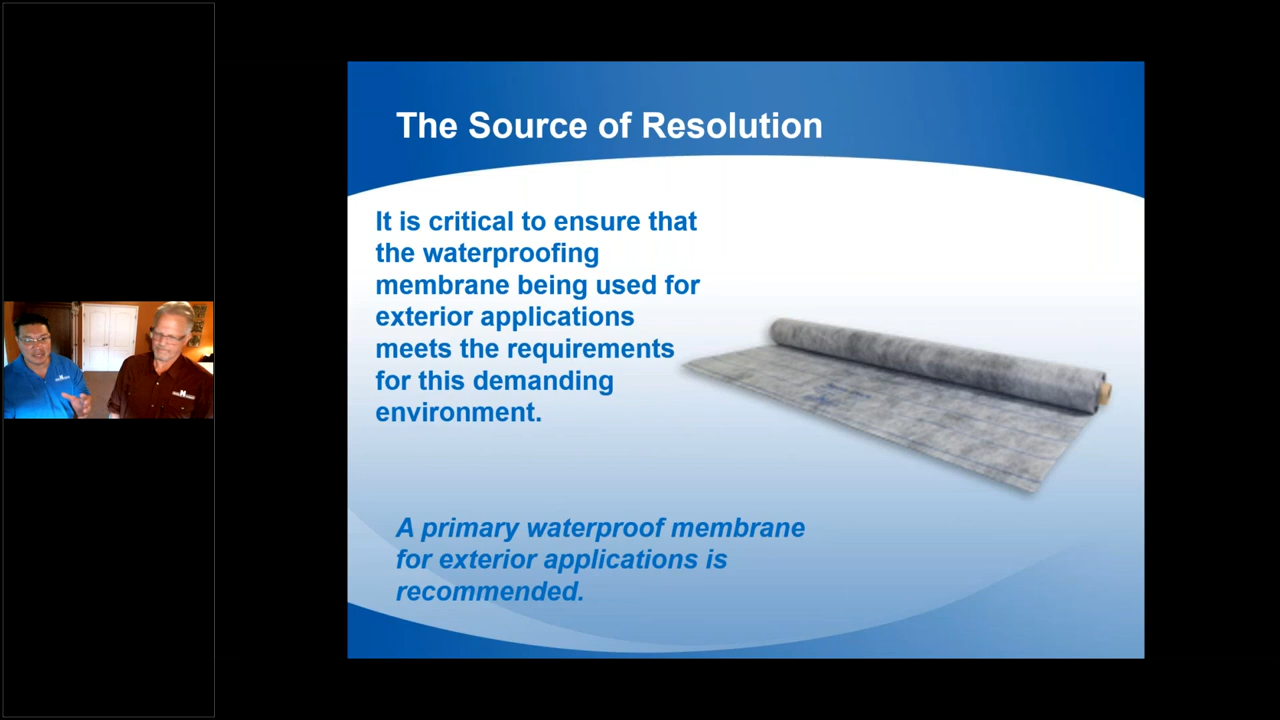 The Source of Resolution
It is critical to ensure that
the waterproofing
membrane being used for
exterior applications
meets the requirements
for this demanding
environment.
A primary waterproof membrane
for exterior applications is
recommended.